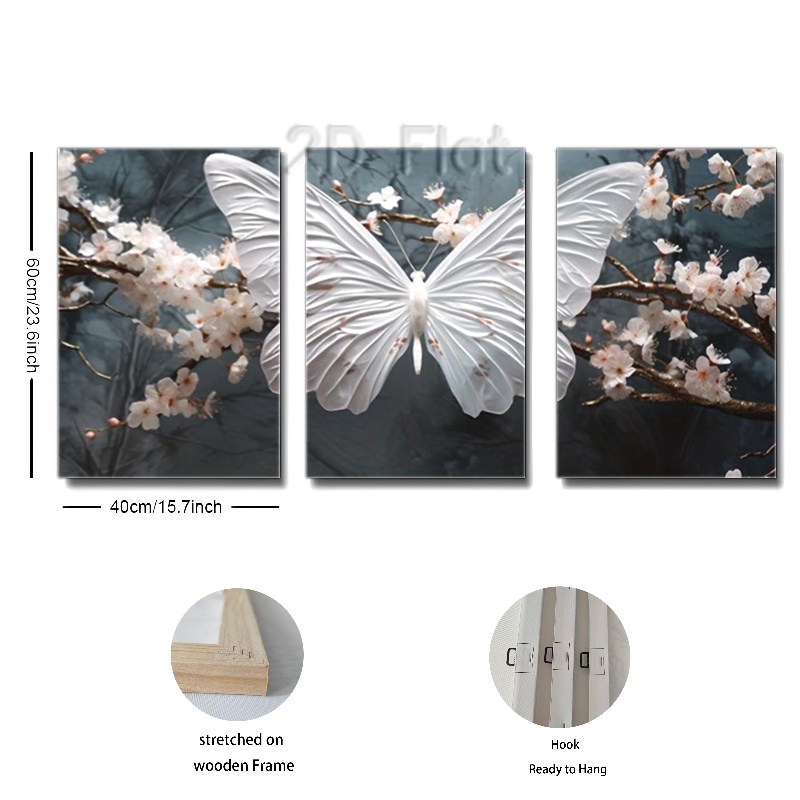 2D Flat
60cm/23.6inch
40cm/15.7inch
stretched on
wooden Frame
Hook
Ready to Hang